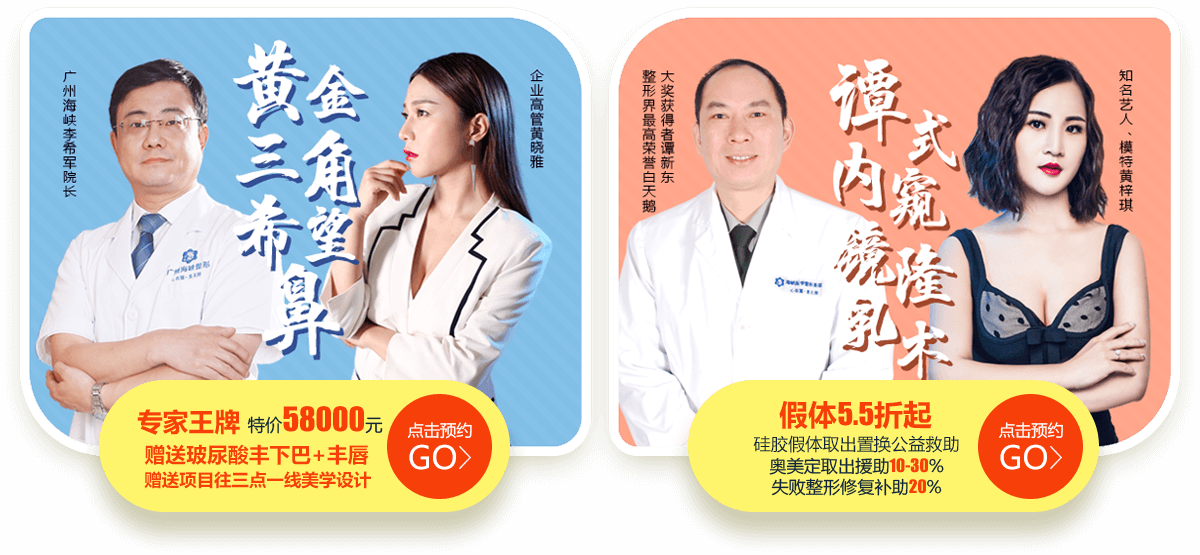 广州海峡李希军院长
黄金
三角
希望
鼻
企业高管黄晓雅
专家王牌 特价58000元
赠送玻尿酸丰下巴+丰唇
赠送项目往三点一线美学设计
点击预约
GO>
大奖获得者谭新东
整形界最高荣誉白天鹅
谭式
内窥
镜隆
乳术
知名艺人、模特黄梓琪
假体5.5折起
硅胶假体取出置换公益救助
奥美定取出援助10-30%
失败整形修复补助20%
点击预约
GO>
广州海峡整形